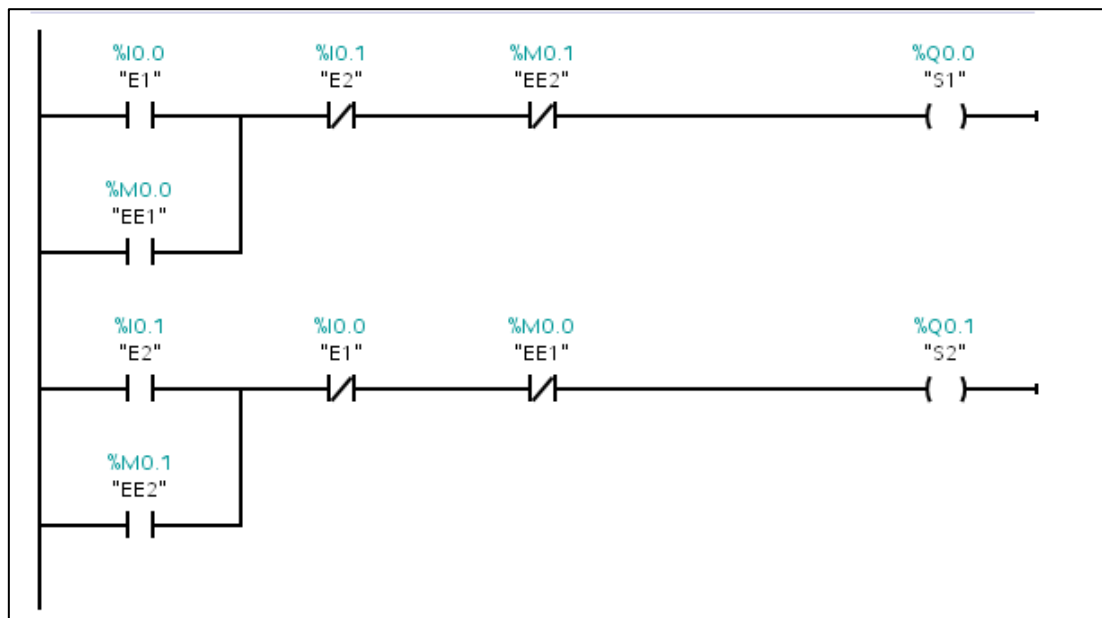 %I0.0 %I0.1 %M0.1 %Q0.0
"E1" "E2" "EE2" "S1"
%M0.0
"EE1"
%I0.1 %I0.0 %M0.0 %Q0.1
"E2" "E1" "EE1" "S2"
%M0.1
"EE2"